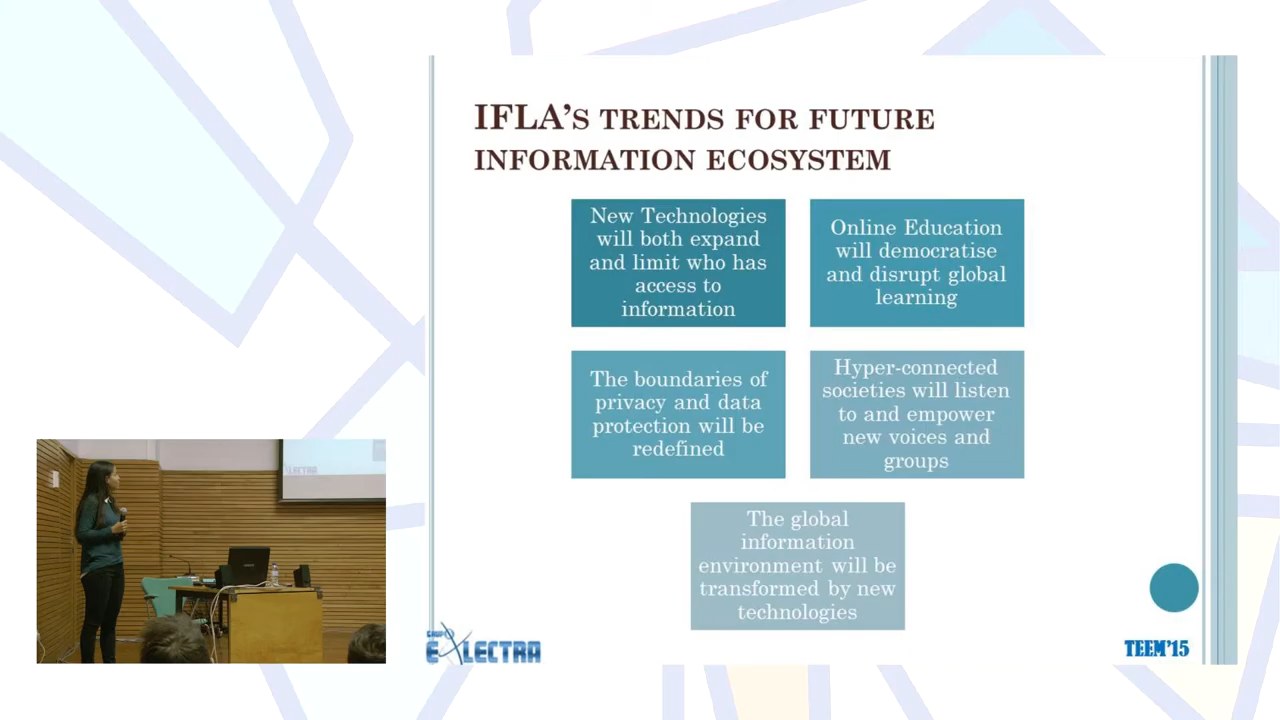 IFLA's trends for future
information ecosystem
New Technologies
will both expand
and limit who has
access to
information
Online Education
will democratise
and disrupt global
learning
The boundaries of
privacy and data
protection will be
redefined
Hyper-connected
societies will listen
to and empower
new voices and
groups
The global
information
environment will be
transformed by new
technologies
GRUPO
E-LECTRA
TEEM'15